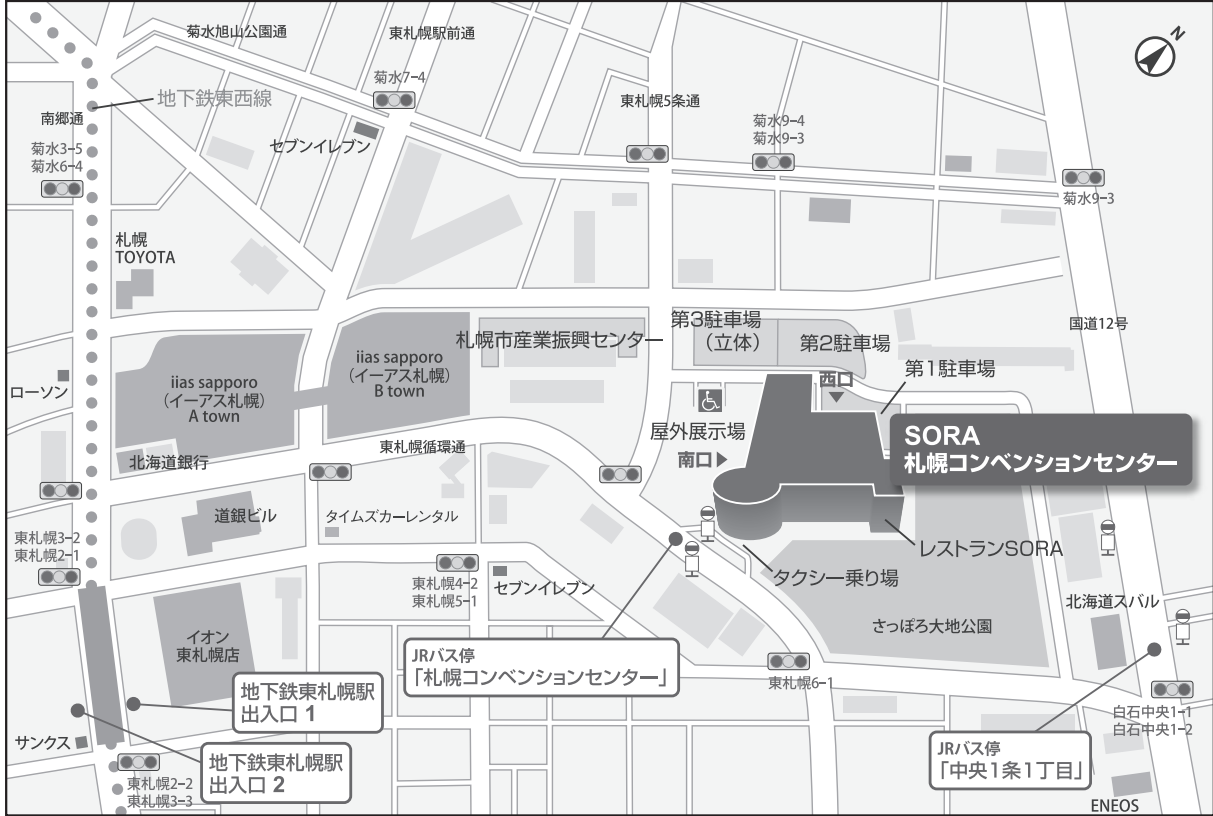 菊水旭山公園通
東札幌駅前通
N
菊水7-4
地下鉄東西線
東札幌5条通
南郷通
菊水9-4
菊水9-3
菊水3-5
菊水6-4
セブンイレブン
菊水9-3
札幌
TOYOTA
国道12号
第3駐車場
(立体)
札幌市産業振興センター
第2駐車場
iias sapporo
(イーアス札幌)
B town
iias sapporo
(イーアス札幌)
A town
ローソン
第1駐車場
西口
屋外展示場
南口
SORA
札幌コンベンションセンター
東札幌循環通
北海道銀行
道銀ビル
タイムズカーレンタル
東札幌3-2
東札幌2-1
レストランSORA
タクシー乗り場
東札幌4-2
東札幌5-1
セブンイレブン
北海道スバル
さっぽろ大地公園
イオン
東札幌店
JRバス停
「札幌コンベンションセンター」
東札幌6-1
地下鉄東札幌駅
出入口 1
白石中央1-1
白石中央1-2
サンクス
地下鉄東札幌駅
出入口 2
JRバス停
「中央1条1丁目」
東札幌2-2
東札幌3-3
ENEOS